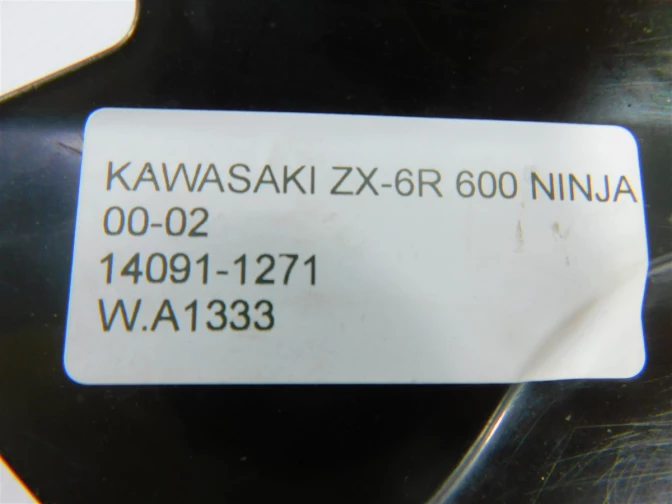 KAWASAKI ZX-6R 600 NINJA
00-02
14091-1271
W.A1333